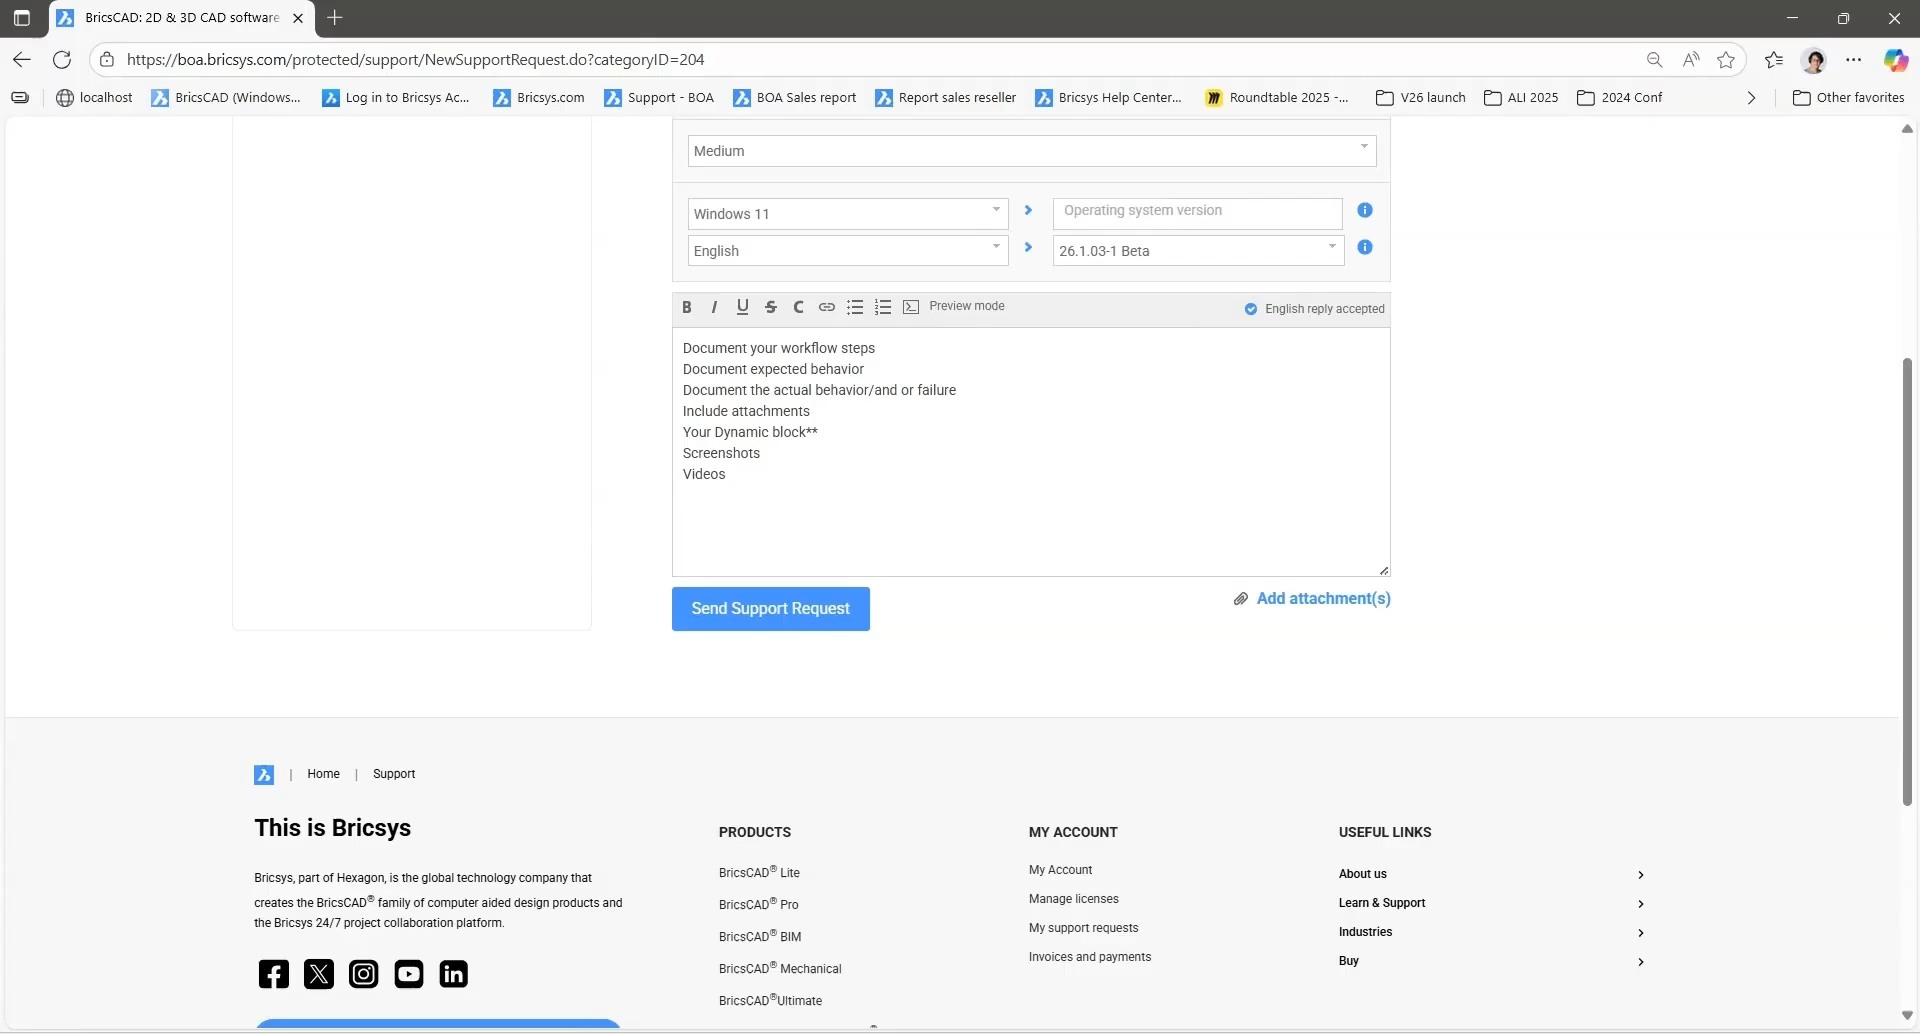 BricsCAD: 2D & 3D CAD software
https://boa.bricsys.com/protected/support/NewSupportRequest.do?categoryID=204
localhost
BricsCAD (Windows...
Log in to Bricsys Ac...
Bricsys.com
Support - BOA
BOA Sales report
Report sales reseller
Bricsys Help Center...
Roundtable 2025 -...
V26 launch
ALI 2025
2024 Conf
Other favorites
Medium
Windows 11
Operating system version
English
26.1.03-1 Beta
B I U S C
Preview mode
English reply accepted
Document your workflow steps
Document expected behavior
Document the actual behavior/and or failure
Include attachments
Your Dynamic block**
Screenshots
Videos
Send Support Request
Add attachment(s)
| Home | Support
This is Bricsys
Bricsys, part of Hexagon, is the global technology company that
creates the BricsCAD® family of computer aided design products and
the Bricsys 24/7 project collaboration platform.
PRODUCTS
BricsCAD® Lite
BricsCAD® Pro
BricsCAD® BIM
BricsCAD® Mechanical
BricsCAD®Ultimate
MY ACCOUNT
My Account
Manage licenses
My support requests
Invoices and payments
USEFUL LINKS
About us
Learn & Support
Industries
Buy